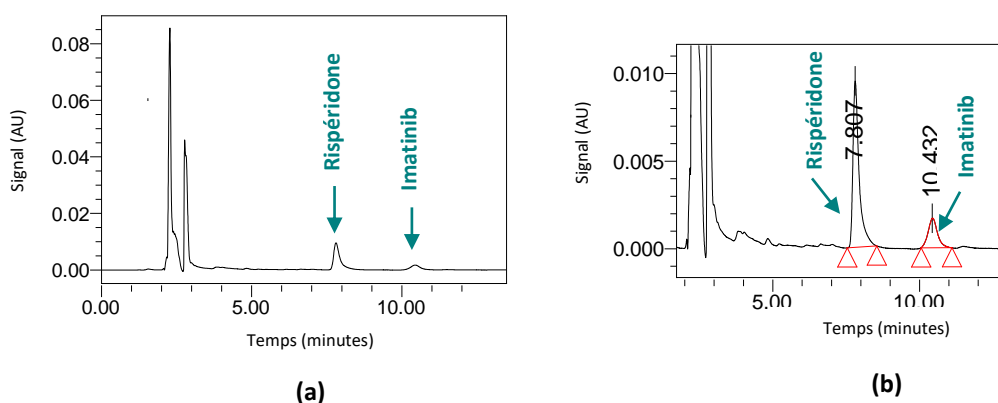 Signal (AU)
0.08
0.06
0.04
0.02
0.00
0.00
5.00
10.00
Temps (minutes)
Rispéridone
Imatinib
(a)
Signal (AU)
0.010
0.005
0.000
5.00
10.00
Temps (minutes)
Rispéridone
7.807
10.432
Imatinib
(b)